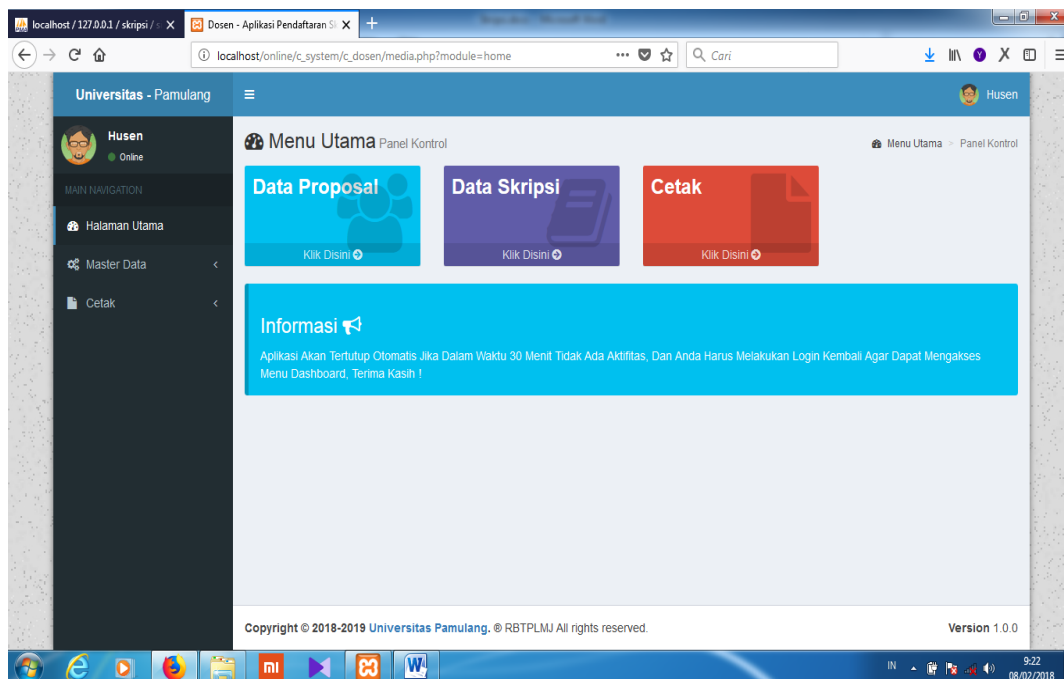 localhost / 127.0.0.1 / skripsi / s
Dosen - Aplikasi Pendaftaran Sk
localhost/online/c_system/c_dosen/media.php?module=home
Cari
Universitas - Pamulang
Husen
Husen
Online
Menu Utama Panel Kontrol
Menu Utama > Panel Kontrol
MAIN NAVIGATION
Halaman Utama
Master Data
Cetak
Data Proposal
Klik Disini
Data Skripsi
Klik Disini
Cetak
Klik Disini
Informasi
Aplikasi Akan Tertutup Otomatis Jika Dalam Waktu 30 Menit Tidak Ada Aktifitas, Dan Anda Harus Melakukan Login Kembali Agar Dapat Mengakses
Menu Dashboard, Terima Kasih !
Copyright © 2018-2019 Universitas Pamulang. ® RBTPLMJ All rights reserved.
Version 1.0.0
IN
9:22
08/02/2018